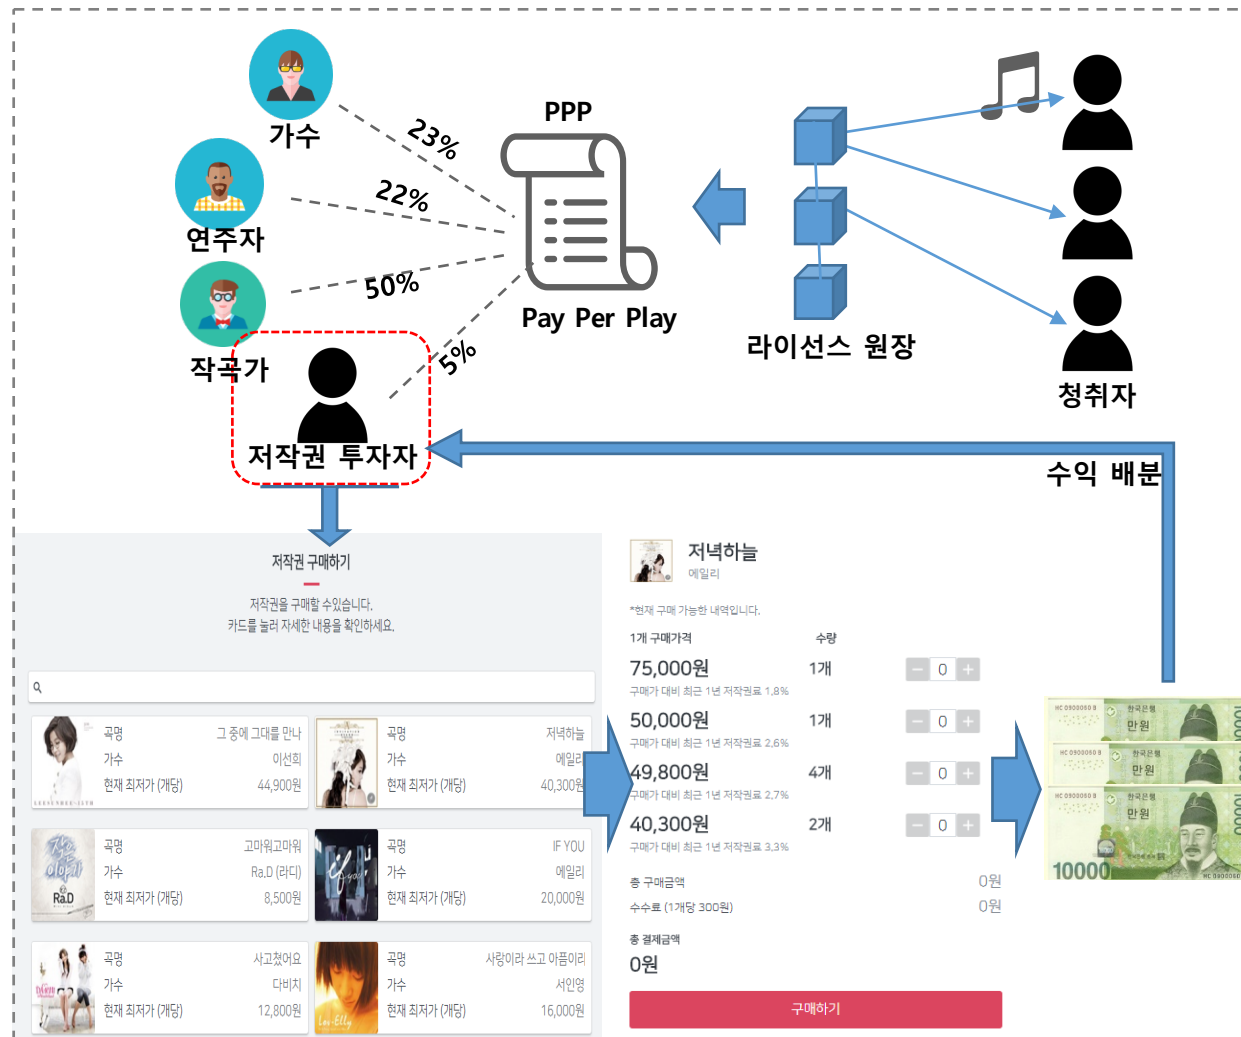 가수
23%
PPP
연주자
22%
작곡가
50%
Pay Per Play
5%
라이선스 원장
청취자
저작권 투자자
수익 배분
저작권 구매하기
저작권을 구매할 수있습니다.
카드를 눌러 자세한 내용을 확인하세요.
곡명 그 중에 그대를 만나
가수 이선희
현재 최저가 (개당) 44,900원
곡명 저녁하늘
가수 에일리
현재 최저가 (개당) 40,300원
곡명 고마워고마워
가수 Ra.D (라디)
현재 최저가 (개당) 8,500원
Ra.D
곡명 IF YOU
가수 에일리
현재 최저가 (개당) 20,000원
if you
곡명 사고쳤어요
가수 다비치
현재 최저가 (개당) 12,800원
곡명 사랑이라 쓰고 아픔이라
가수 서인영
현재 최저가 (개당) 16,000원
Lov-Elly
저녁하늘
에일리
*현재 구매 가능한 내역입니다.
1개 구매가격 수량
75,000원 1개 − 0 +
구매가 대비 최근 1년 저작권료 1.8%
50,000원 1개 − 0 +
구매가 대비 최근 1년 저작권료 2.6%
49,800원 4개 − 0 +
구매가 대비 최근 1년 저작권료 2.7%
40,300원 2개 − 0 +
구매가 대비 최근 1년 저작권료 3.3%
총 구매금액 0원
수수료 (1개당 300원) 0원
총 결제금액
0원
구매하기
한국은행
만원
한국은행
만원
한국은행
만원
10000